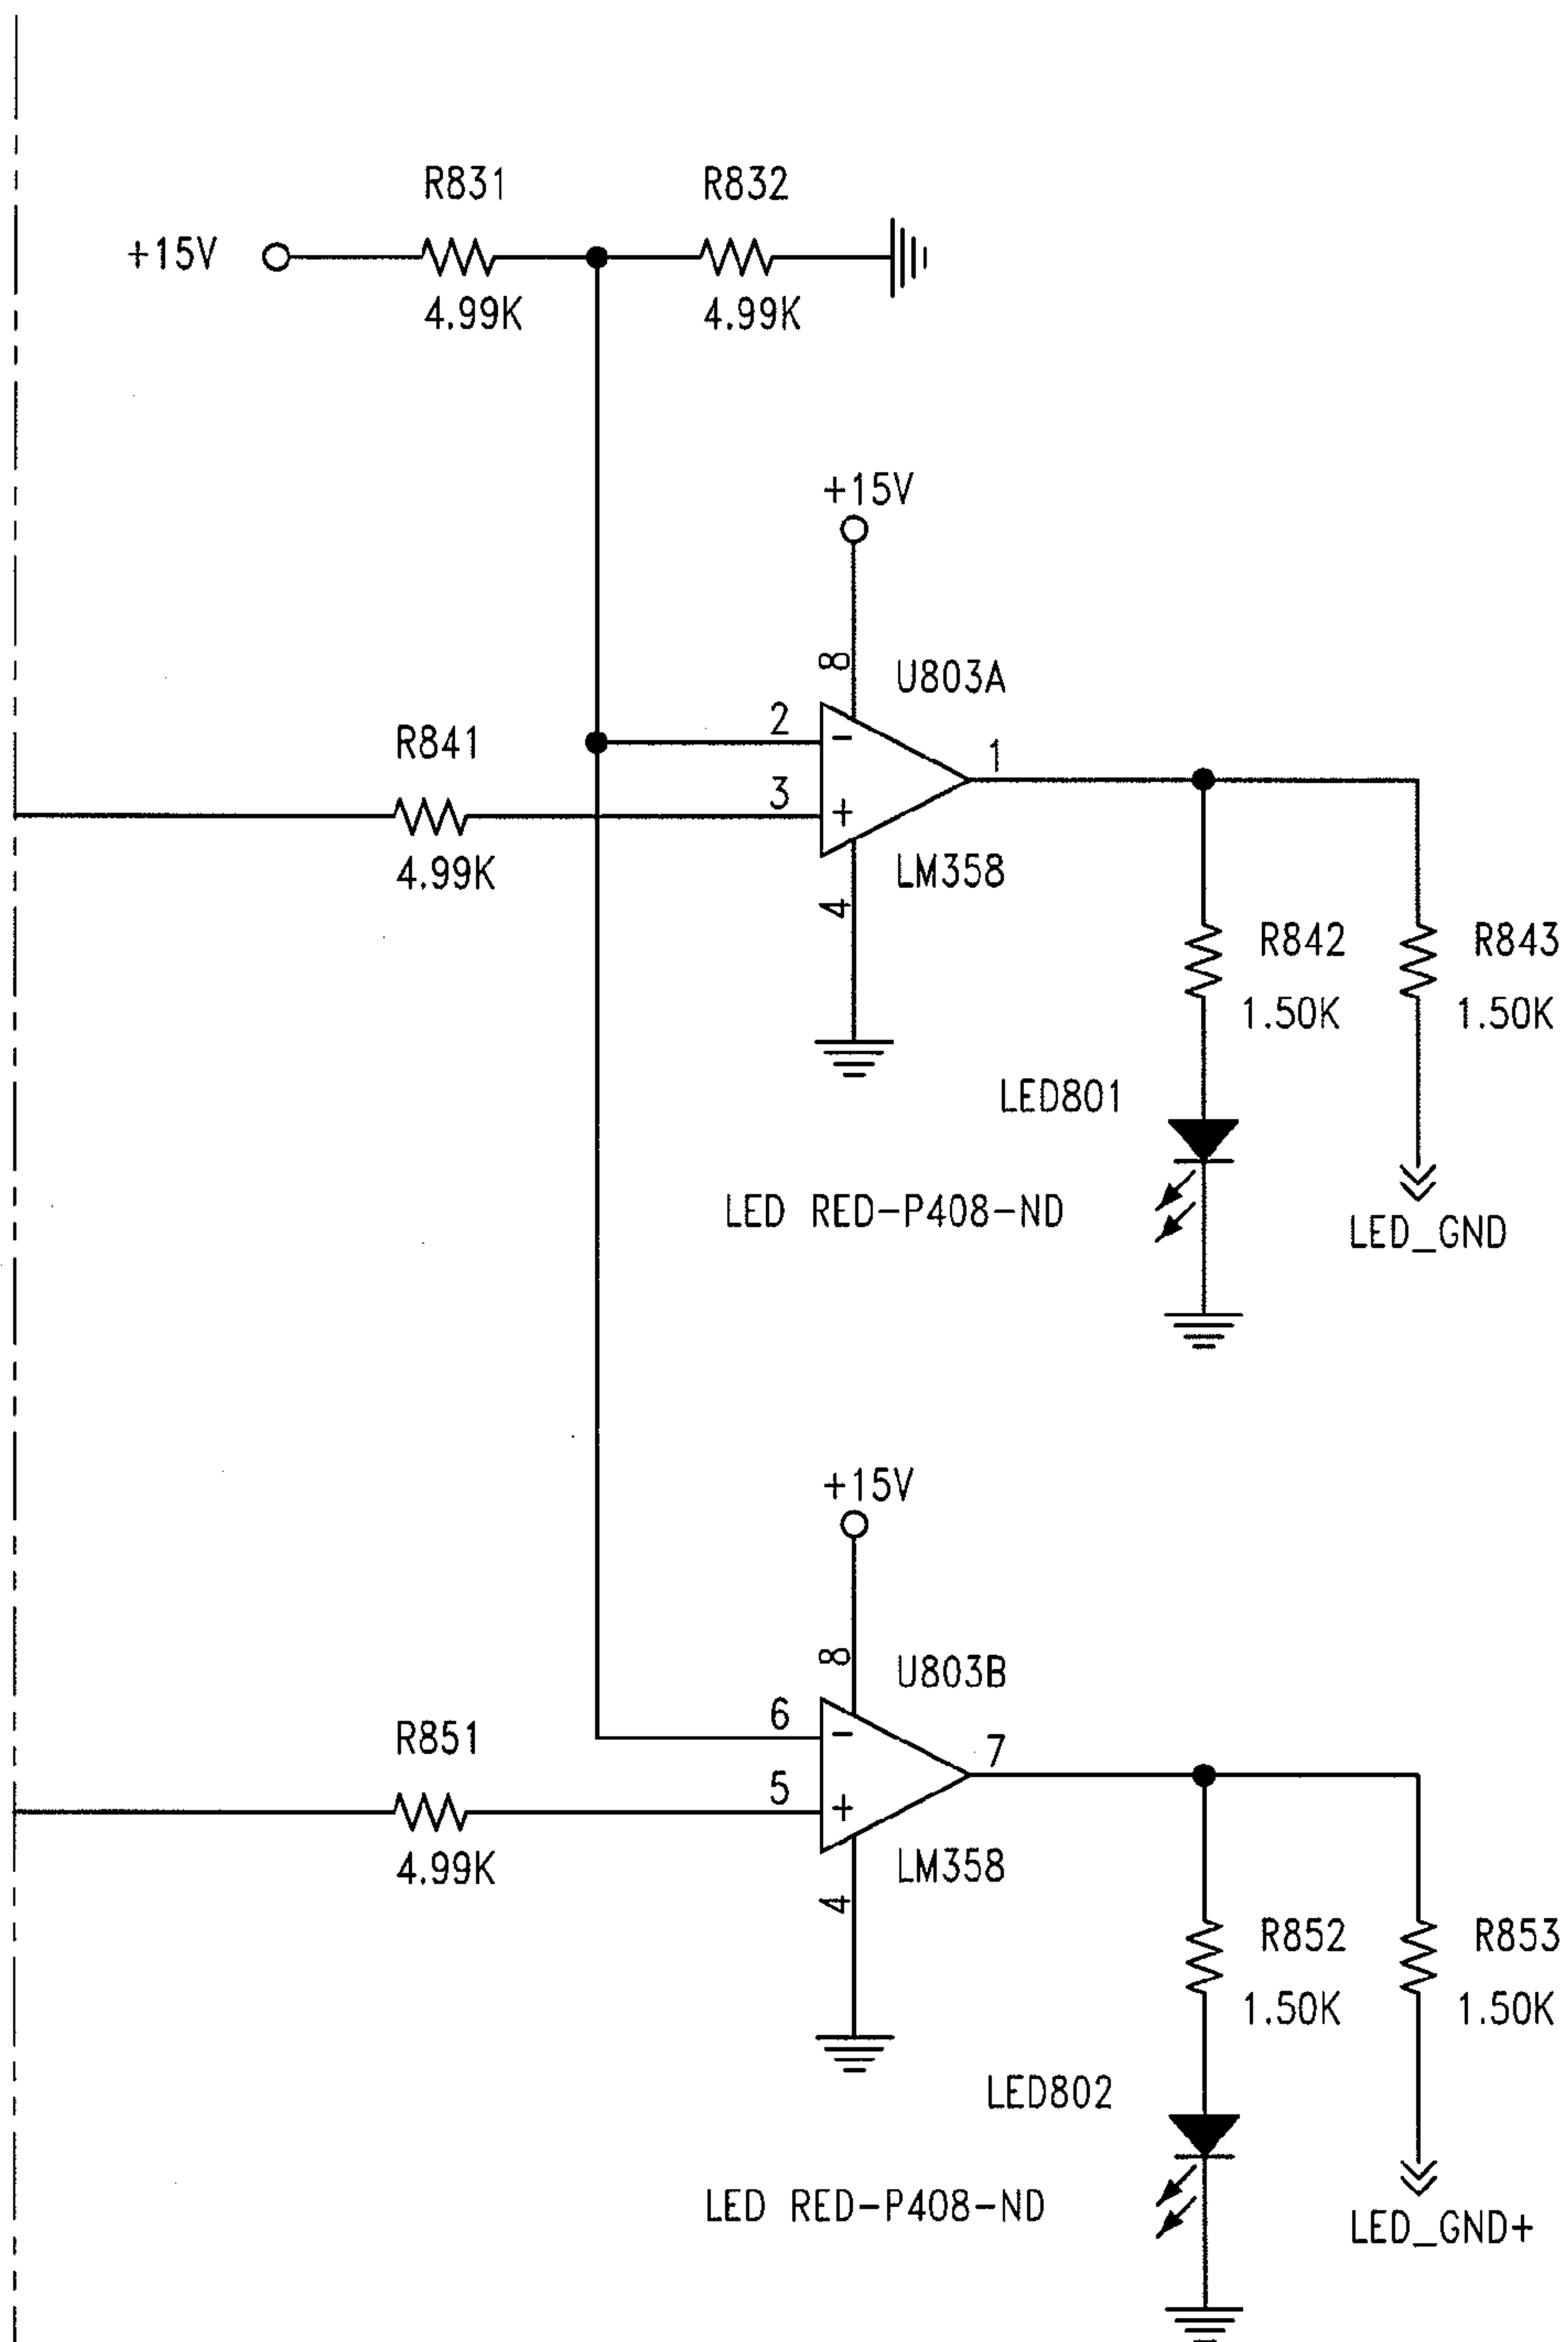 R831 R832
+15V
4.99K 4.99K
+15V
8
U803A
2
-
R841
1
3
+
4.99K
LM358
4
R842 R843
1.50K 1.50K
LED801
LED RED-P408-ND
LED_GND
+15V
8
U803B
6
-
R851
7
5
+
4.99K
LM358
4
R852 R853
1.50K 1.50K
LED802
LED RED-P408-ND
LED_GND+